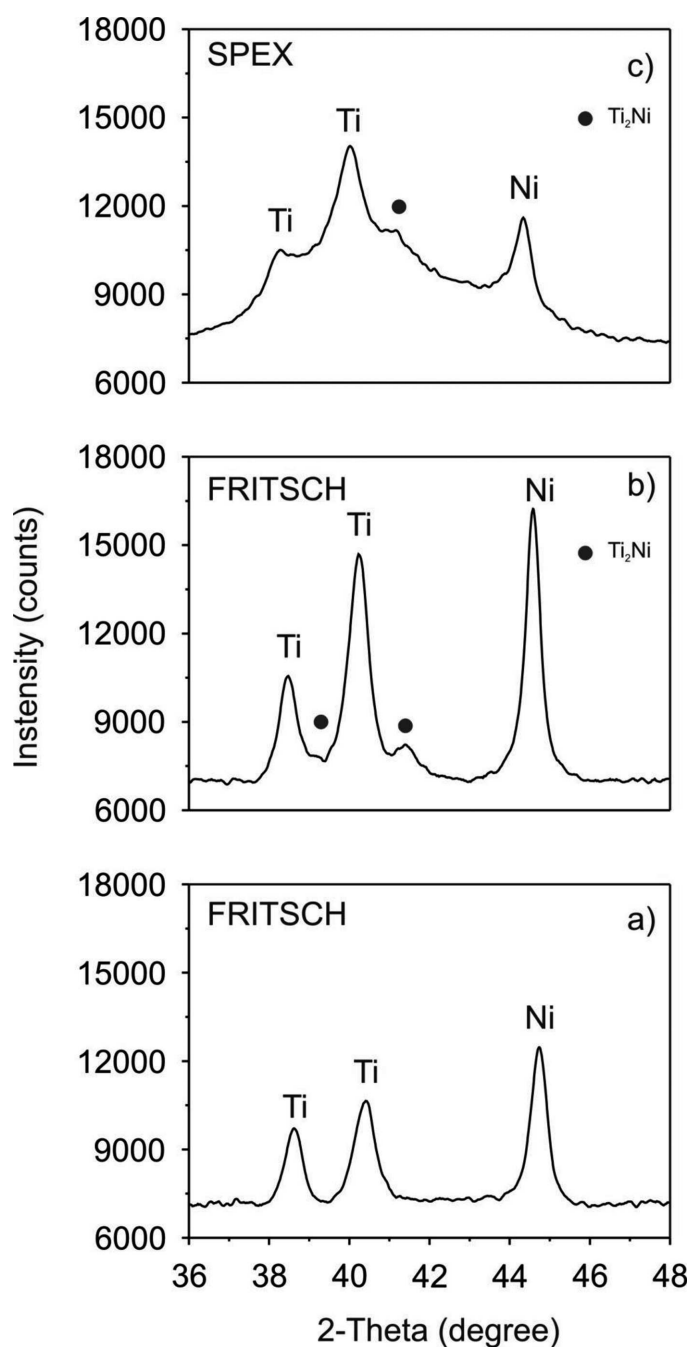 18000
SPEX
c)
15000
Ti
● Ti₂Ni
12000
Ti
Ni
9000
6000
18000
FRITSCH
Ni
b)
Ti
15000
● Ti₂Ni
12000
Ti
9000
6000
18000
FRITSCH
a)
15000
Ni
12000
Ti
Ti
9000
6000
36 38 40 42 44 46 48
2-Theta (degree)
Instensity (counts)